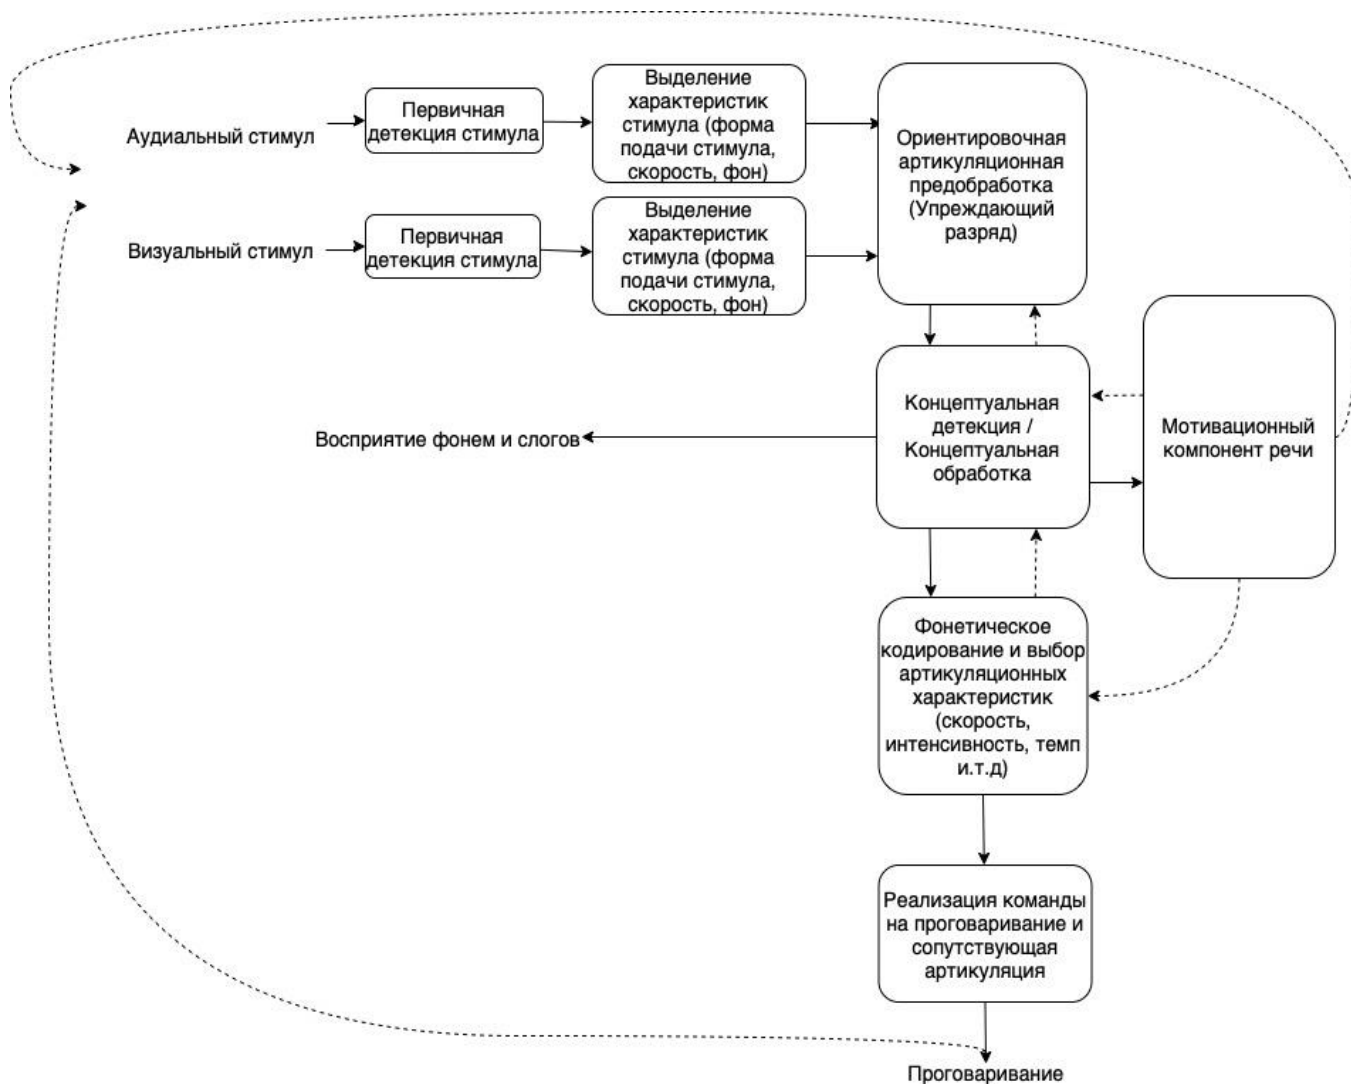 Аудиальный стимул
Первичная
детекция стимула
Выделение
характеристик
стимула (форма
подачи стимула,
скорость, фон)
Ориентировочная
артикуляционная
предобработка
(Упреждающий
разряд)
Визуальный стимул
Первичная
детекция стимула
Выделение
характеристик
стимула (форма
подачи стимула,
скорость, фон)
Восприятие фонем и слогов
Концептуальная
детекция /
Концептуальная
обработка
Мотивационный
компонент речи
Фонетическое
кодирование и выбор
артикуляционных
характеристик
(скорость,
интенсивность, темп
и.т.д)
Реализация команды
на проговаривание и
сопутствующая
артикуляция
Проговаривание